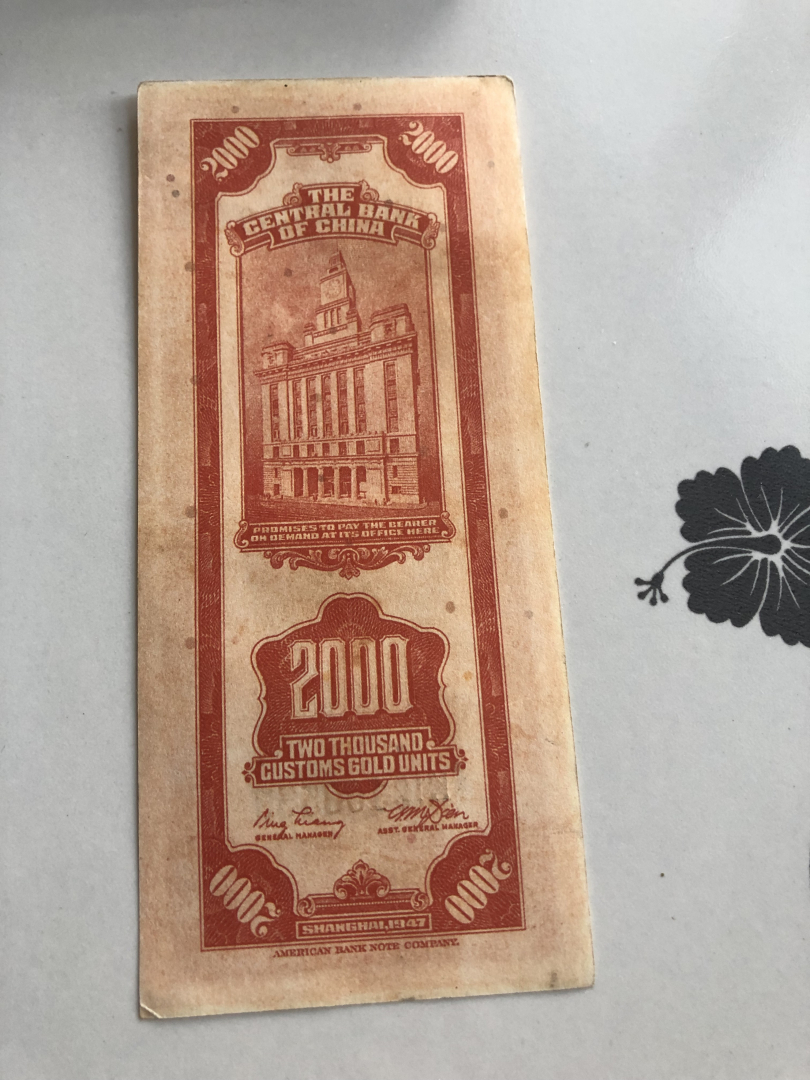 2000 2000
THE
CENTRAL BANK
OF CHINA
PROMISES TO PAY THE BEARER
ON DEMAND AT ITS OFFICE HERE
2000
TWO THOUSAND
CUSTOMS GOLD UNITS
GENERAL MANAGER ASST. GENERAL MANAGER
2000 2000
SHANGHAI, 1947
AMERICAN BANK NOTE COMPANY.